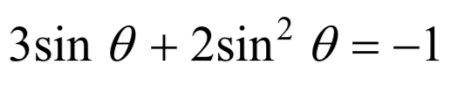 3sin θ + 2sin² θ = −1